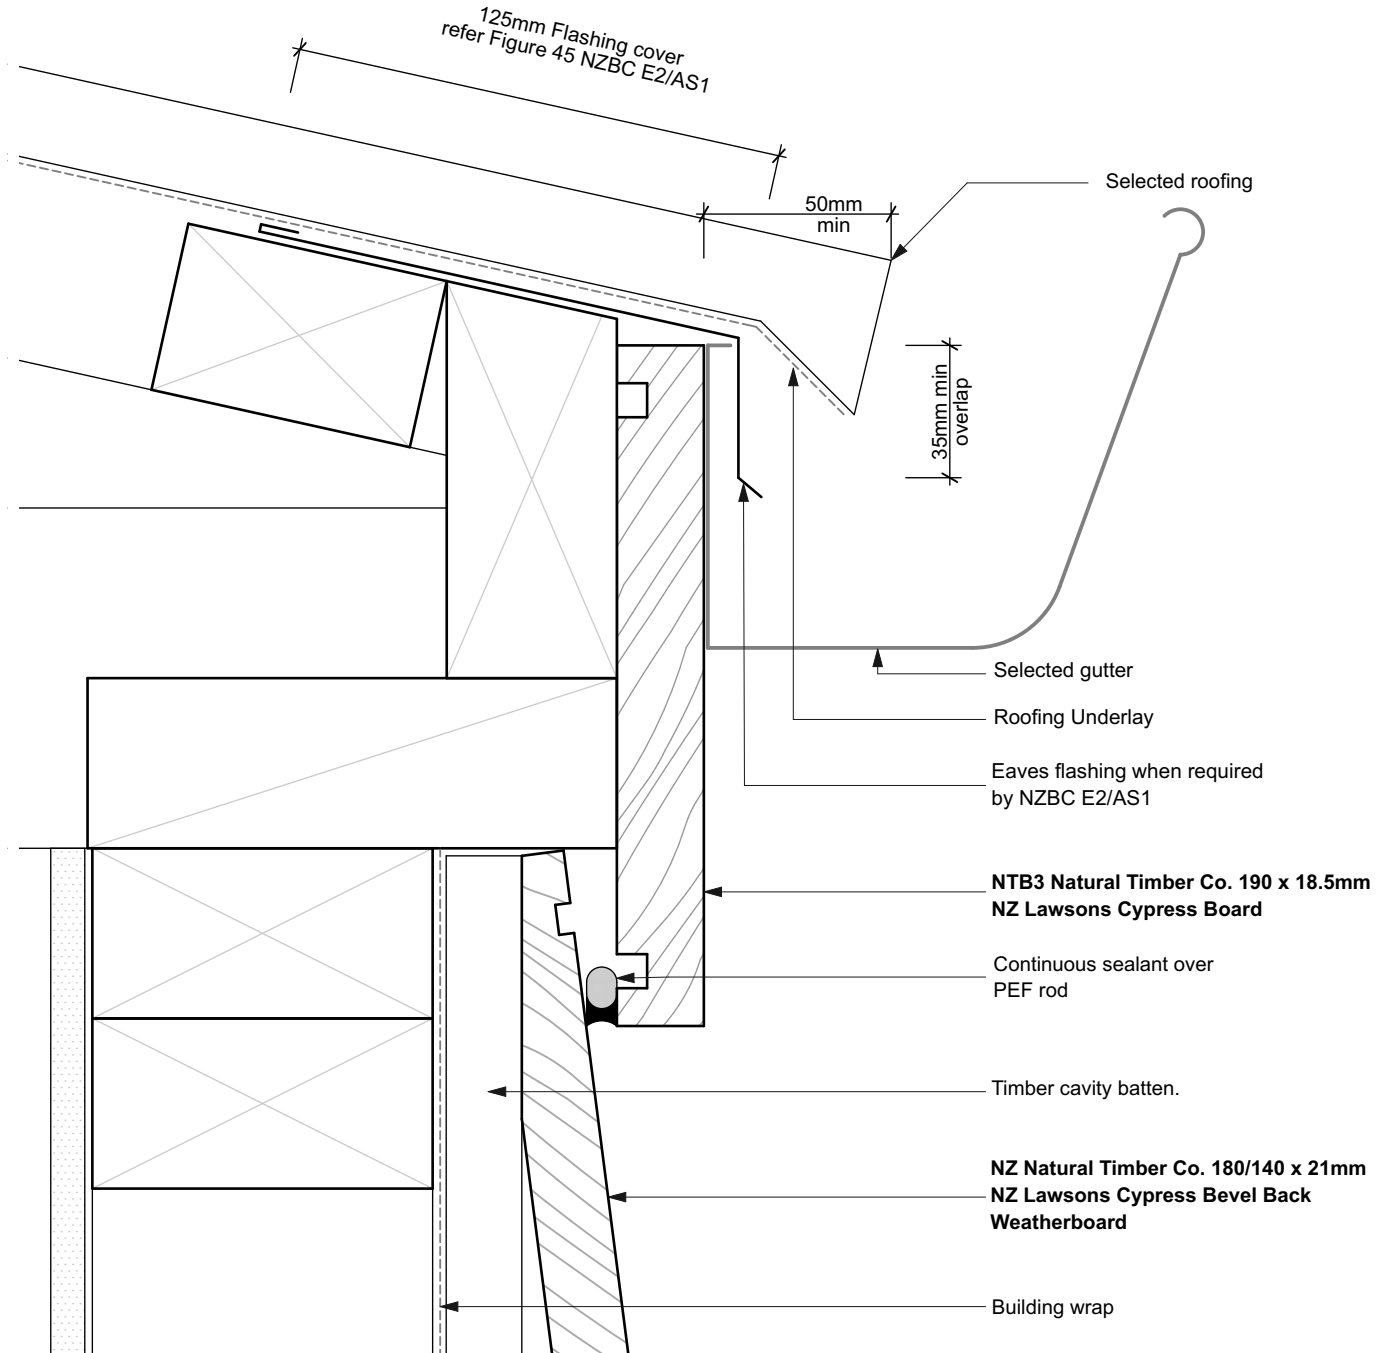 125mm Flashing cover
refer Figure 45 NZBC E2/AS1
Selected roofing
50mm
min
35mm min
overlap
Selected gutter
Roofing Underlay
Eaves flashing when required
by NZBC E2/AS1
NTB3 Natural Timber Co. 190 x 18.5mm
NZ Lawsons Cypress Board
Continuous sealant over
PEF rod
Timber cavity batten.
NZ Natural Timber Co. 180/140 x 21mm
NZ Lawsons Cypress Bevel Back
Weatherboard
Building wrap